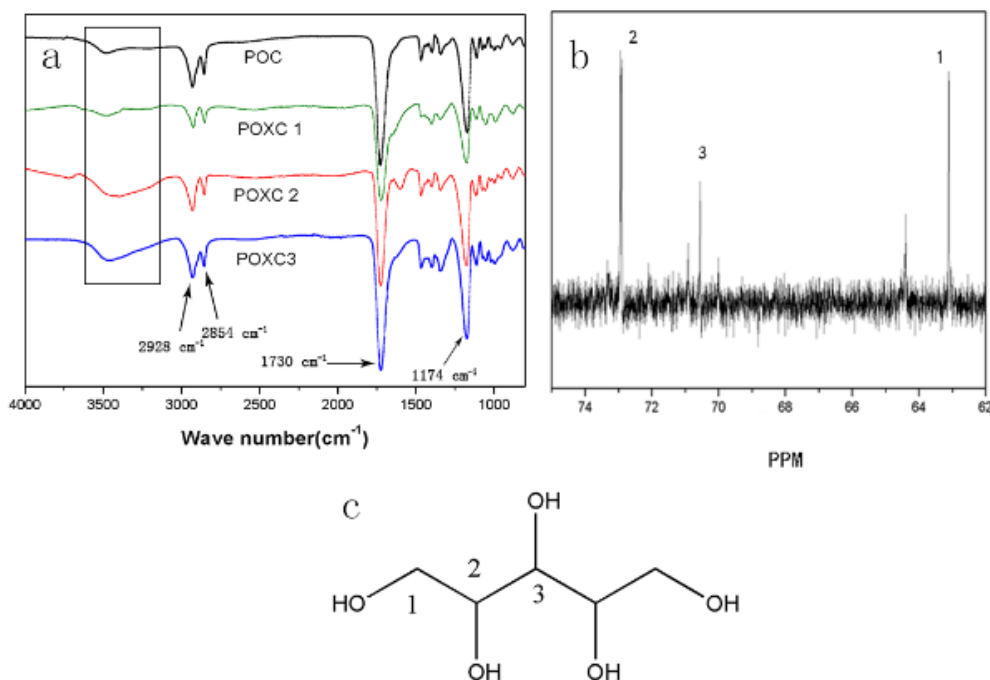 a
POC
POXC 1
POXC 2
POXC3
2928 cm⁻¹
2854 cm⁻¹
1730 cm⁻¹
1174 cm⁻¹
4000 3500 3000 2500 2000 1500 1000
Wave number(cm⁻¹)
b
2
1
3
74 72 70 68 66 64 62
PPM
c
OH
2
HO 1 3 OH
OH OH